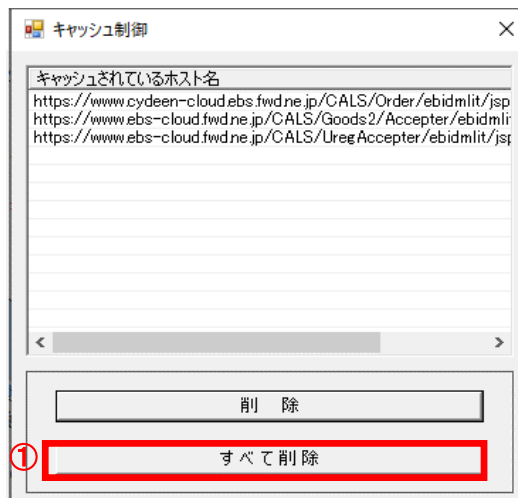 キャッシュ制御
キャッシュされているホスト名
https://www.cydeen-cloud.ebs.fwd.ne.jp/CALS/Order/ebidmlit/jsp
https://www.ebs-cloud.fwd.ne.jp/CALS/Goods2/Accepter/ebidmli
https://www.ebs-cloud.fwd.ne.jp/CALS/UregAccepter/ebidmlit/jsp
削 除
① すべて削除